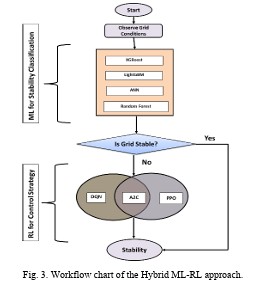 Start
Observe Grid
Conditions
ML for Stability Classification
XGBoost
LightGBM
ANN
Random Forest
Is Grid Stable?
Yes
No
RL for Control Strategy
DQN
A2C
PPO
Stability
Fig. 3. Workflow chart of the Hybrid ML-RL approach.